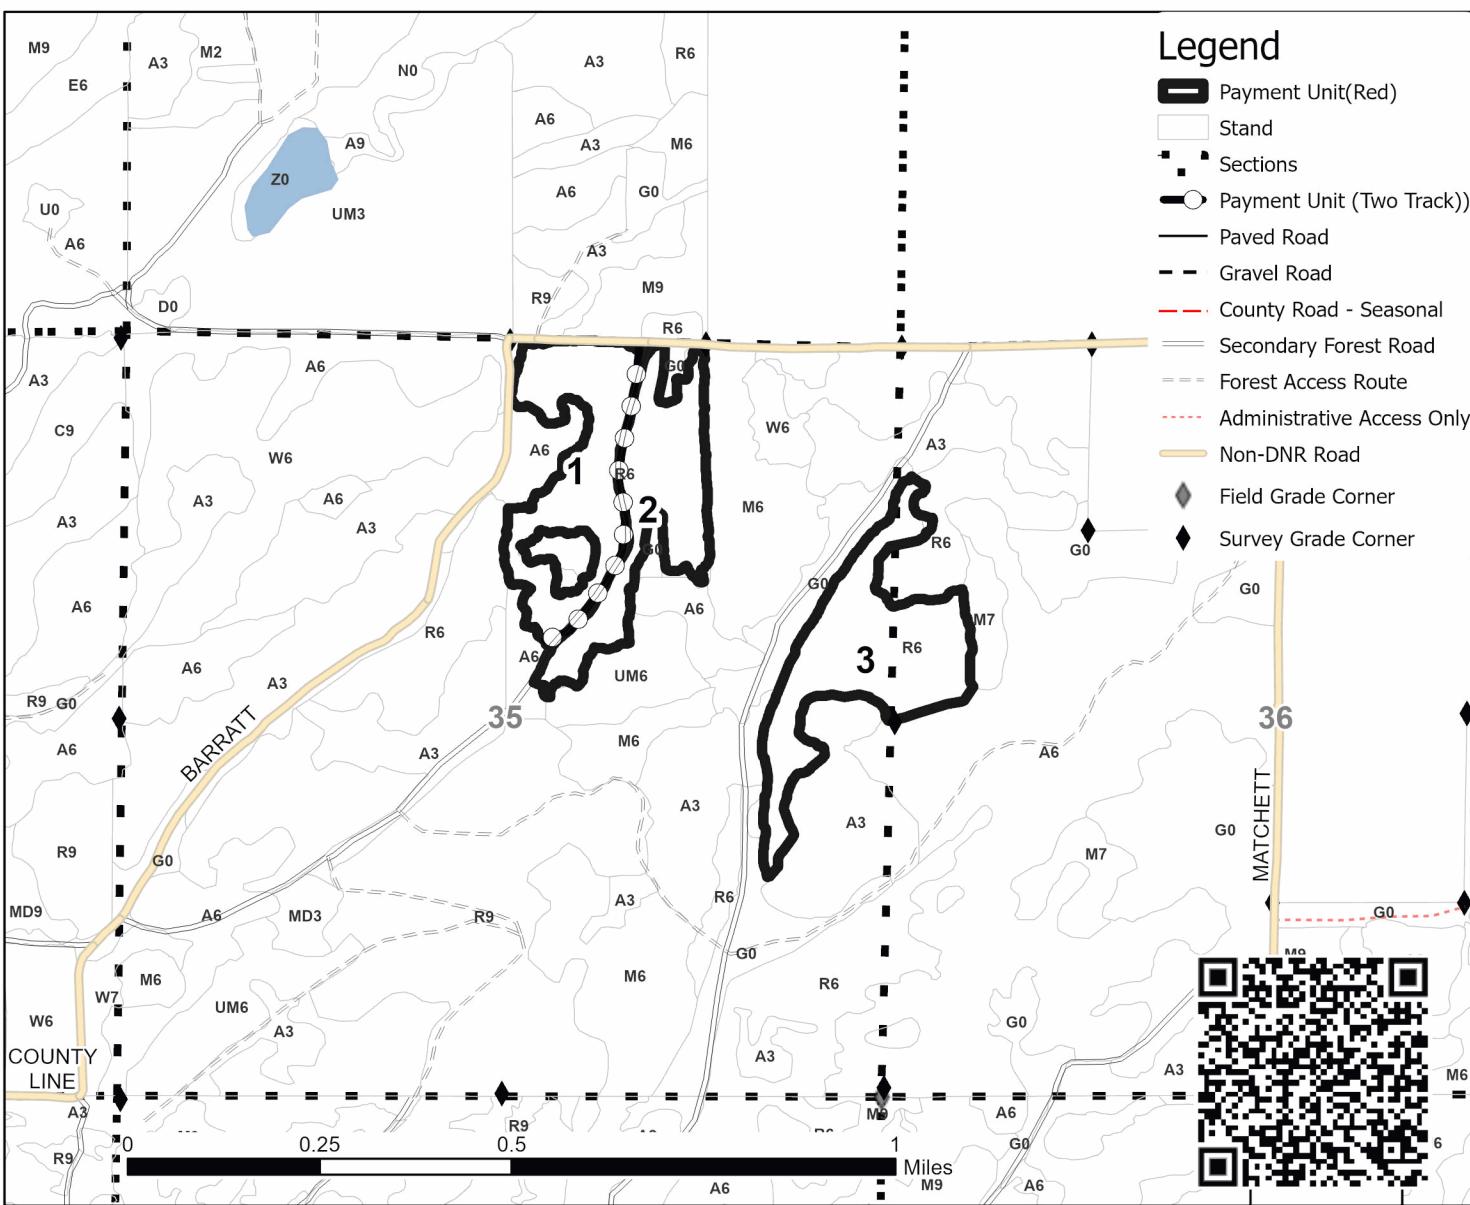 Legend
Payment Unit(Red)
Stand
Sections
Payment Unit (Two Track))
Paved Road
Gravel Road
County Road - Seasonal
Secondary Forest Road
Forest Access Route
Administrative Access Only
Non-DNR Road
Field Grade Corner
Survey Grade Corner
M9
A3
M2
N0
A3
R6
E6
A6
A9
A3
M6
Z0
A6
G0
U0
UM3
A6
A3
R9
M9
D0
R6
A6
G0
A3
C9
W6
A3
W6
A6
1
R6
A3
A6
M6
A3
A3
2
R6
G0
G0
G0
A6
G0
A6
M7
R6
R6
A6
A6
3
A3
UM6
R9
G0
35
36
A6
BARRATT
A3
M6
A6
MATCHETT
A3
A3
G0
R9
G0
M7
MD9
A6
MD3
R9
A3
R6
G0
G0
M9
M6
M6
R6
W7
UM6
W6
A3
G0
COUNTY
LINE
A3
A3
M6
A3
R9
M9
A6
G0
R9
6
0
0.25
0.5
1
Miles
A6
M9
A6